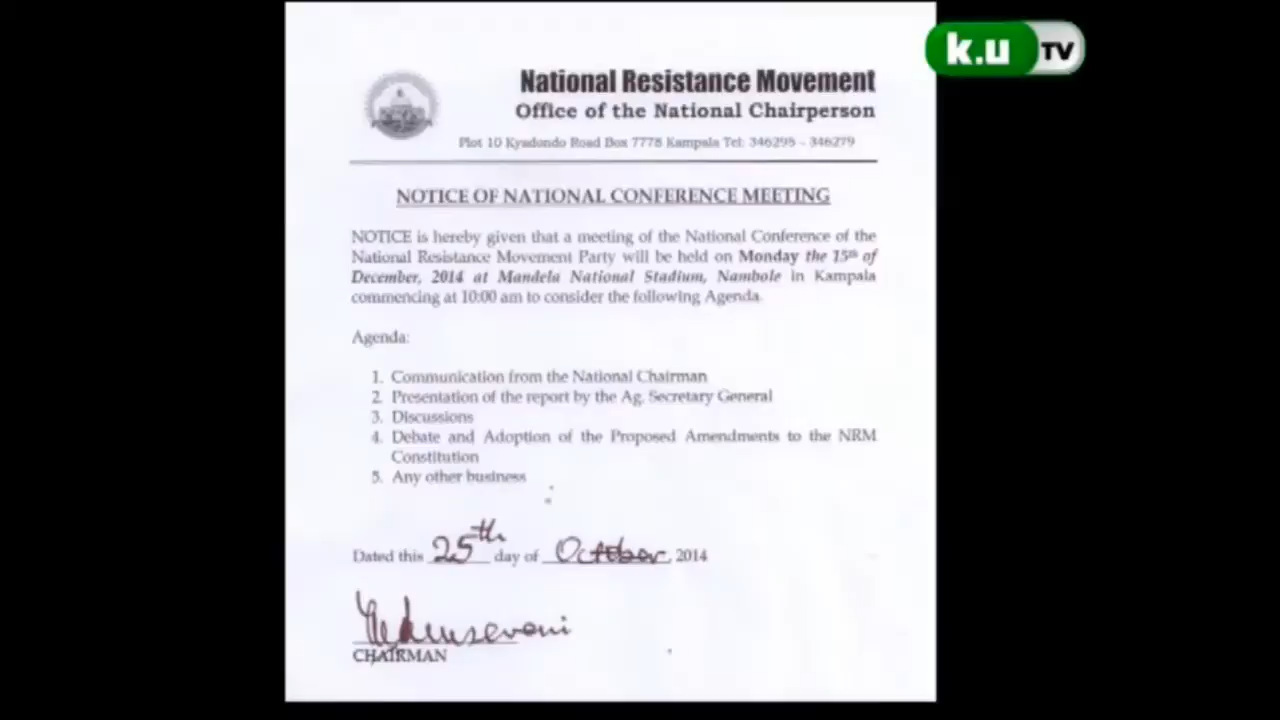 k.u TV
National Resistance Movement
Office of the National Chairperson
Plot 10 Kyadondo Road Box 7778 Kampala Tel: 346295 - 346279
NOTICE OF NATIONAL CONFERENCE MEETING
NOTICE is hereby given that a meeting of the National Conference of the
National Resistance Movement Party will be held on Monday the 15th of
December, 2014 at Mandela National Stadium, Nambole in Kampala
commencing at 10:00 am to consider the following Agenda.
Agenda:
1. Communication from the National Chairman
2. Presentation of the report by the Ag. Secretary General
3. Discussions
4. Debate and Adoption of the Proposed Amendments to the NRM
Constitution
5. Any other business
Dated this 25th day of October, 2014
CHAIRMAN